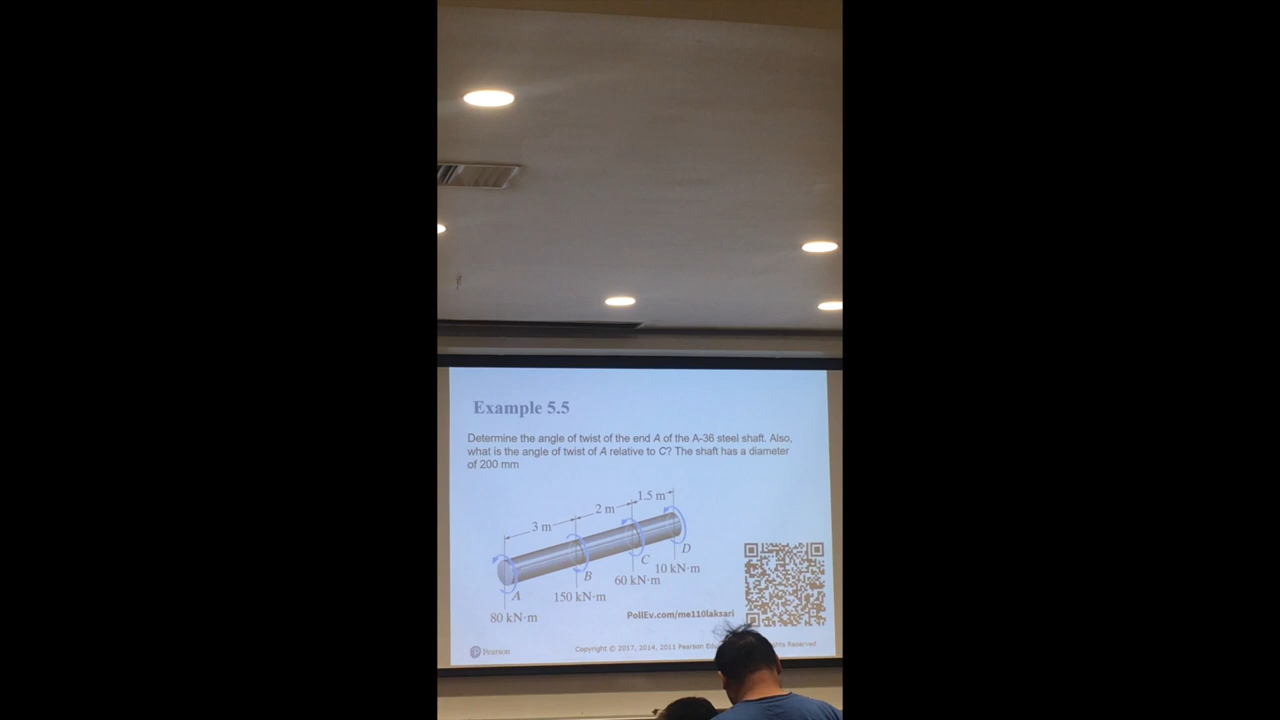 Example 5.5
Determine the angle of twist of the end A of the A-36 steel shaft. Also,
what is the angle of twist of A relative to C? The shaft has a diameter
of 200 mm
1.5 m
2 m
3 m
D
C
10 kN·m
B
60 kN·m
A
150 kN·m
80 kN·m
PollEv.com/me110laksari
Pearson
Copyright © 2017, 2014, 2011 Pearson Reserved